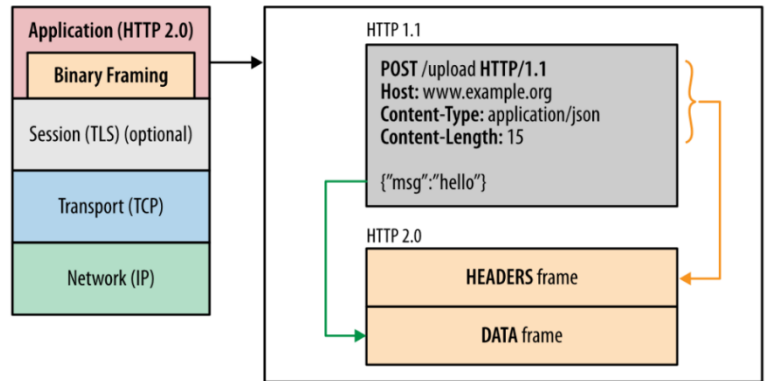 Application (HTTP 2.0)
Binary Framing
Session (TLS) (optional)
Transport (TCP)
Network (IP)
HTTP 1.1
POST /upload HTTP/1.1
Host: www.example.org
Content-Type: application/json
Content-Length: 15
{"msg":"hello"}
HTTP 2.0
HEADERS frame
DATA frame